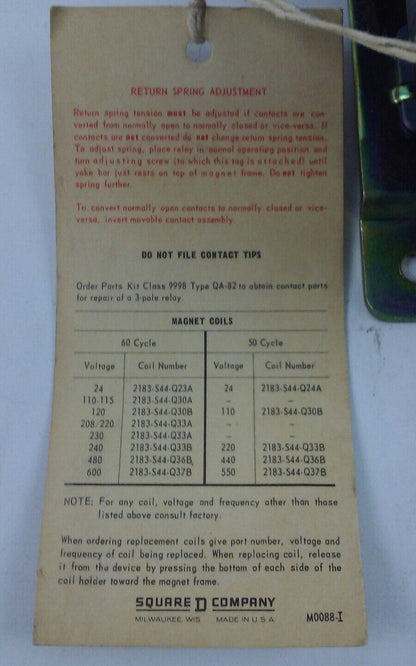 RETURN SPRING ADJUSTMENT
Return spring tension must be adjusted if contacts are con-
verted from normally open to normally closed or vice-versa. If
contacts are not converted do not change return spring tension.
To adjust spring, place relay in normal operating position and
turn adjusting screw (to which this tag is attached) until
yoke bar just rests on top of magnet frame. Do not tighten
spring further.
To convert normally open contacts to normally closed or vice-
versa, invert movable contact assembly.
DO NOT FILE CONTACT TIPS
Order Parts Kit Class 9998 Type QA-82 to obtain contact parts
for repair of a 3-pole relay.
MAGNET COILS
60 Cycle 50 Cycle
Voltage Coil Number Voltage Coil Number
24 2183-S44-Q23A 24 2183-S44-Q24A
110-115 2183-S44-Q30A – –
120 2183-S44-Q30B 110 2183-S44-Q30B
208/220 2183-S44-Q33A – –
230 2183-S44-Q33A – –
240 2183-S44-Q33B 220 2183-S44-Q33B
480 2183-S44-Q36B 440 2183-S44-Q36B
600 2183-S44-Q37B 550 2183-S44-Q37B
NOTE: For any coil, voltage and frequency other than those
listed above consult factory.
When ordering replacement coils give part number, voltage and
frequency of coil being replaced. When replacing coil, release
it from the device by pressing the bottom of each side of the
coil holder toward the magnet frame.
SQUARE D COMPANY
MILWAUKEE, WIS. MADE IN U.S.A. M0088-I